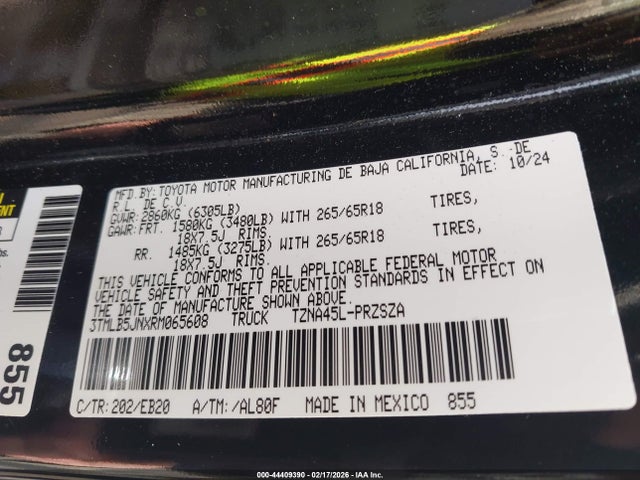 MFD.BY:TOYOTA MOTOR MANUFACTURING DE BAJA CALIFORNIA, S. DE
R.L. DE C.V. DATE: 10/24
GVWR: 2860KG (6305LB)
GAWR:FRT. 1580KG (3480LB) WITH 265/65R18 TIRES,
18X7.5J RIMS.
RR. 1485KG (3275LB) WITH 265/65R18 TIRES,
18X7.5J RIMS.
THIS VEHICLE CONFORMS TO ALL APPLICABLE FEDERAL MOTOR
VEHICLE SAFETY AND THEFT PREVENTION STANDARDS IN EFFECT ON
THE DATE OF MANUFACTURE SHOWN ABOVE.
3TMLB5JNXRM065608 TRUCK TZNA45L-PRZSZA
C/TR:202/EB20 A/TM:/AL80F MADE IN MEXICO 855
855
000-44409390 - 02/17/2026 - IAA Inc.